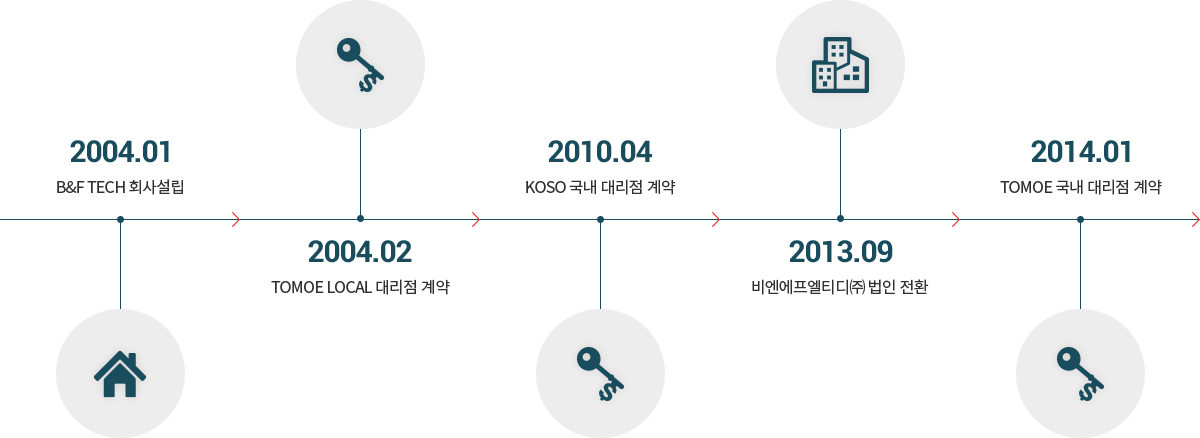 2004.01
B&F TECH 회사설립
2004.02
TOMOE LOCAL 대리점 계약
2010.04
KOSO 국내 대리점 계약
2013.09
비엔에프엘티디㈜ 법인 전환
2014.01
TOMOE 국내 대리점 계약